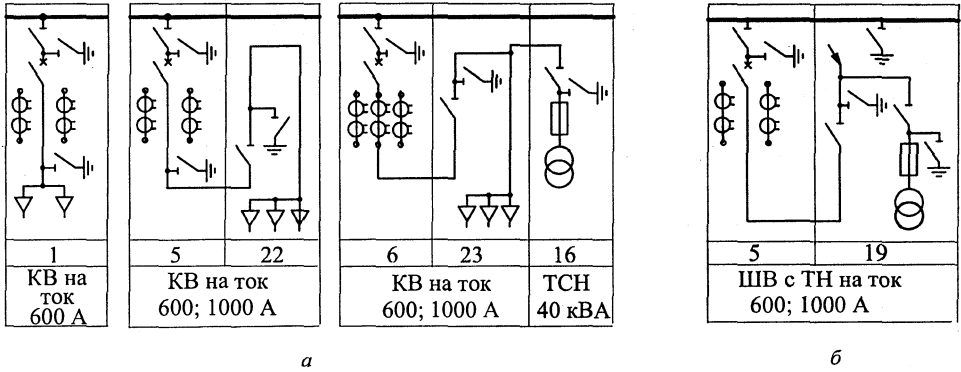 1
КВ на
ток
600 А
5
22
КВ на ток
600; 1000 А
6
23
16
КВ на ток
600; 1000 А
ТСН
40 кВА
5
19
ШВ с ТН на ток
600; 1000 А
а
б